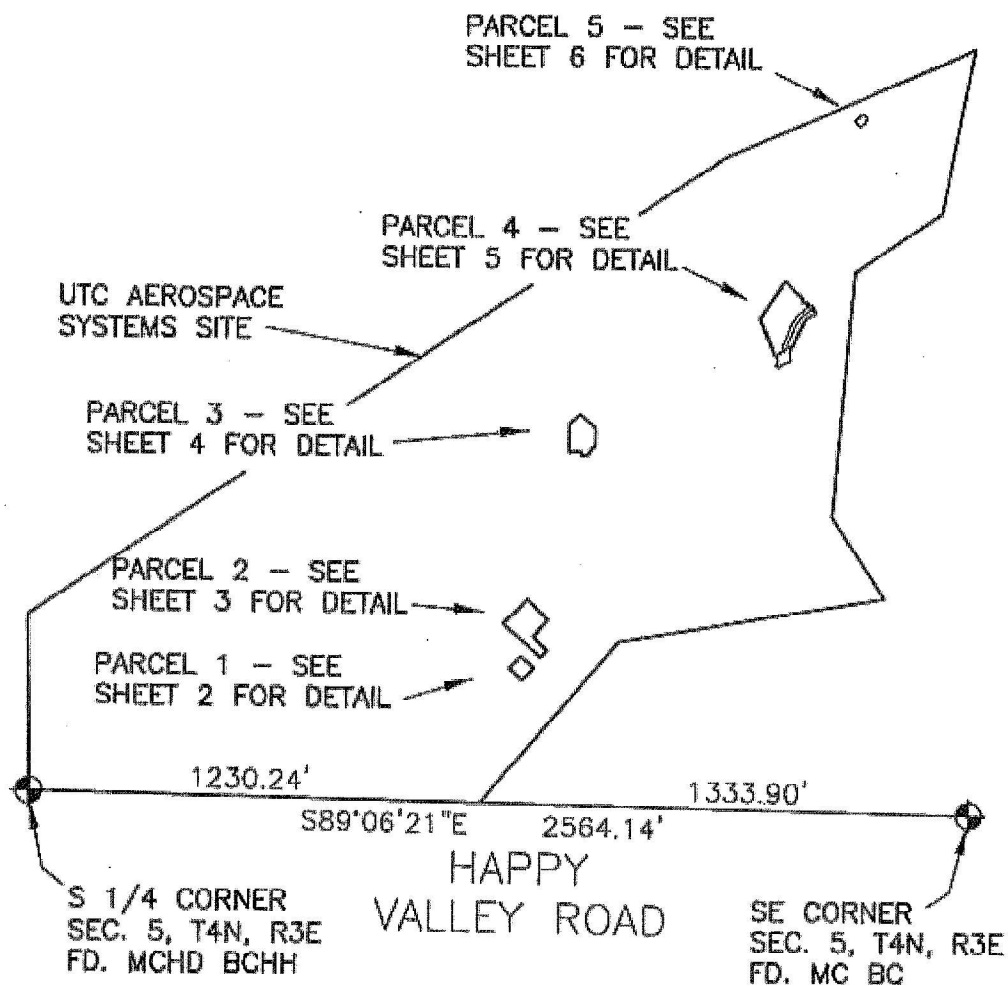 PARCEL 5 – SEE
SHEET 6 FOR DETAIL
PARCEL 4 – SEE
SHEET 5 FOR DETAIL
UTC AEROSPACE
SYSTEMS SITE
PARCEL 3 – SEE
SHEET 4 FOR DETAIL
PARCEL 2 – SEE
SHEET 3 FOR DETAIL
PARCEL 1 – SEE
SHEET 2 FOR DETAIL
1230.24'
1333.90'
S89°06'21"E
2564.14'
HAPPY
VALLEY ROAD
S 1/4 CORNER
SEC. 5, T4N, R3E
FD. MCHD BCHH
SE CORNER
SEC. 5, T4N, R3E
FD. MC BC